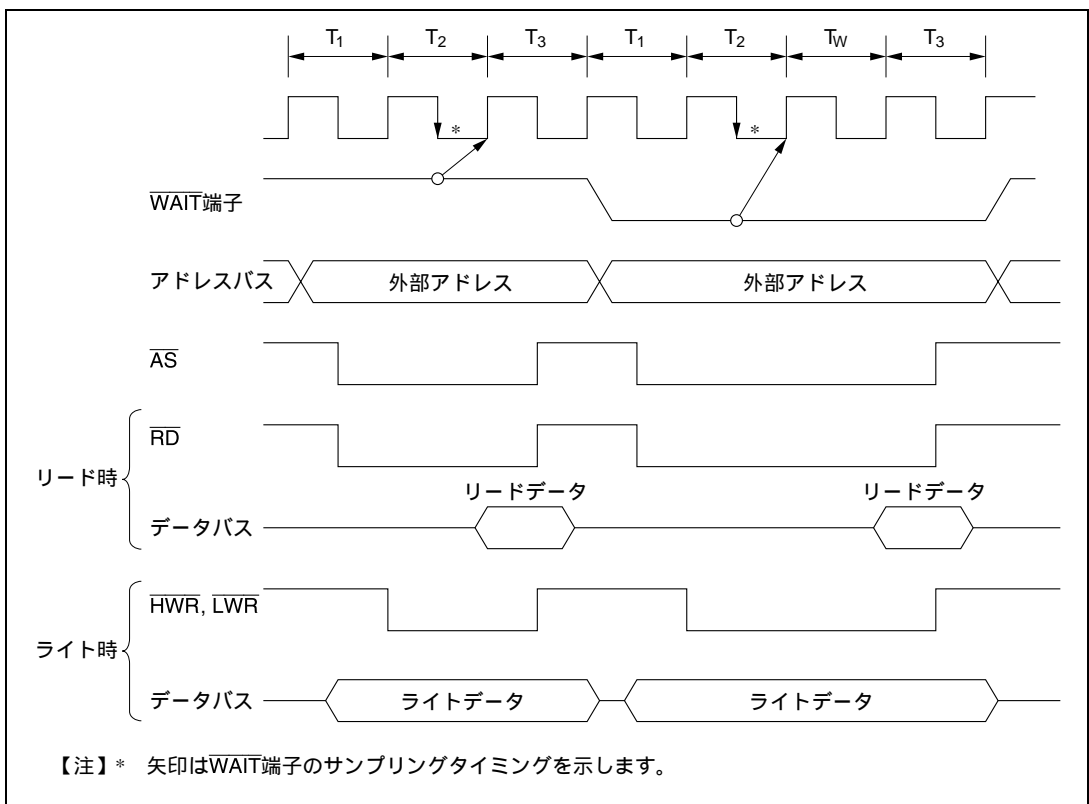 T1 T2 T3 T1 T2 TW T3
* *
WAIT端子
アドレスバス 外部アドレス 外部アドレス
AS
RD
リード時
リードデータ リードデータ
データバス
HWR, LWR
ライト時
データバス ライトデータ ライトデータ
【注】* 矢印はWAIT端子のサンプリングタイミングを示します。